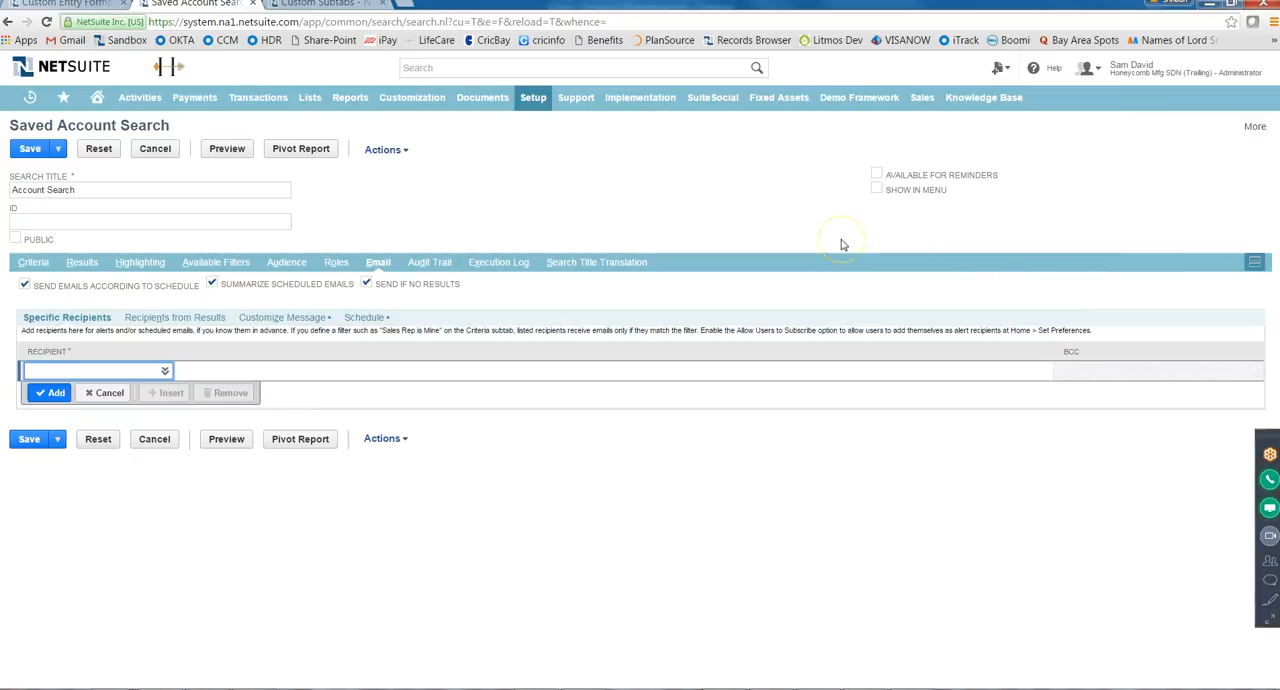 Custom Entry Forms
Saved Account Search
Custom Subtabs - N
NetSuite Inc. [US] https://system.na1.netsuite.com/app/common/search/search.nl?cu=T&e=F&reload=T&whence=
Apps Gmail Sandbox OKTA CCM HDR Share-Point iPay LifeCare CricBay cricinfo Benefits PlanSource Records Browser Litmos Dev VISANOW iTrack Boomi Bay Area Spots Names of Lord Sr
NETSUITE
Search
Help
Sam David
Honeycomb Mfg SDN (Trailing) - Administrator
Activities Payments Transactions Lists Reports Customization Documents Setup Support Implementation SuiteSocial Fixed Assets Demo Framework Sales Knowledge Base
Saved Account Search
More
Save Reset Cancel Preview Pivot Report Actions
SEARCH TITLE *
Account Search
AVAILABLE FOR REMINDERS
SHOW IN MENU
ID
PUBLIC
Criteria Results Highlighting Available Filters Audience Roles Email Audit Trail Execution Log Search Title Translation
SEND EMAILS ACCORDING TO SCHEDULE SUMMARIZE SCHEDULED EMAILS SEND IF NO RESULTS
Specific Recipients Recipients from Results Customize Message • Schedule •
Add recipients here for alerts and/or scheduled emails, if you know them in advance. If you define a filter such as "Sales Rep is Mine" on the Criteria subtab, listed recipients receive emails only if they match the filter. Enable the Allow Users to Subscribe option to allow users to add themselves as alert recipients at Home > Set Preferences.
RECIPIENT * BCC
Add Cancel Insert Remove
Save Reset Cancel Preview Pivot Report Actions